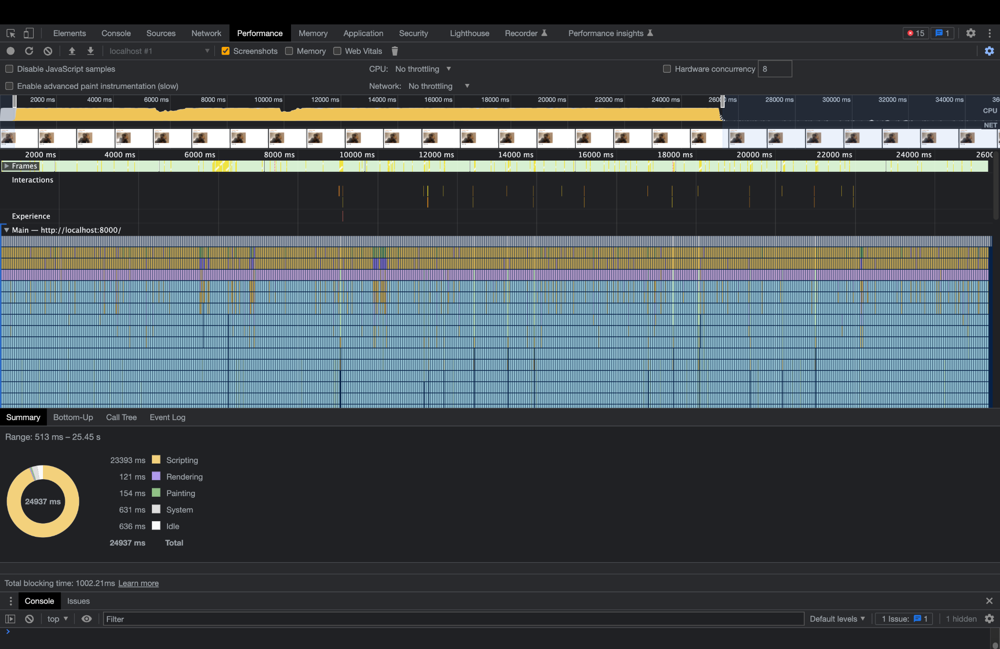 Elements Console Sources Network Performance Memory Application Security Lighthouse Recorder Performance insights 15 1
localhost #1 Screenshots Memory Web Vitals
Disable JavaScript samples CPU: No throttling Hardware concurrency 8
Enable advanced paint instrumentation (slow) Network: No throttling
2000 ms 4000 ms 6000 ms 8000 ms 10000 ms 12000 ms 14000 ms 16000 ms 18000 ms 20000 ms 22000 ms 24000 ms 26000 ms 28000 ms 30000 ms 32000 ms 34000 ms 36
CPU
NET
2000 ms 4000 ms 6000 ms 8000 ms 10000 ms 12000 ms 14000 ms 16000 ms 18000 ms 20000 ms 22000 ms 24000 ms 2600
Frames
Interactions
Experience
Main — http://localhost:8000/
Summary Bottom-Up Call Tree Event Log
Range: 513 ms – 25.45 s
23393 ms Scripting
121 ms Rendering
154 ms Painting
631 ms System
636 ms Idle
24937 ms Total
24937 ms
Total blocking time: 1002.21ms Learn more
Console Issues
top Filter Default levels 1 Issue: 1 1 hidden